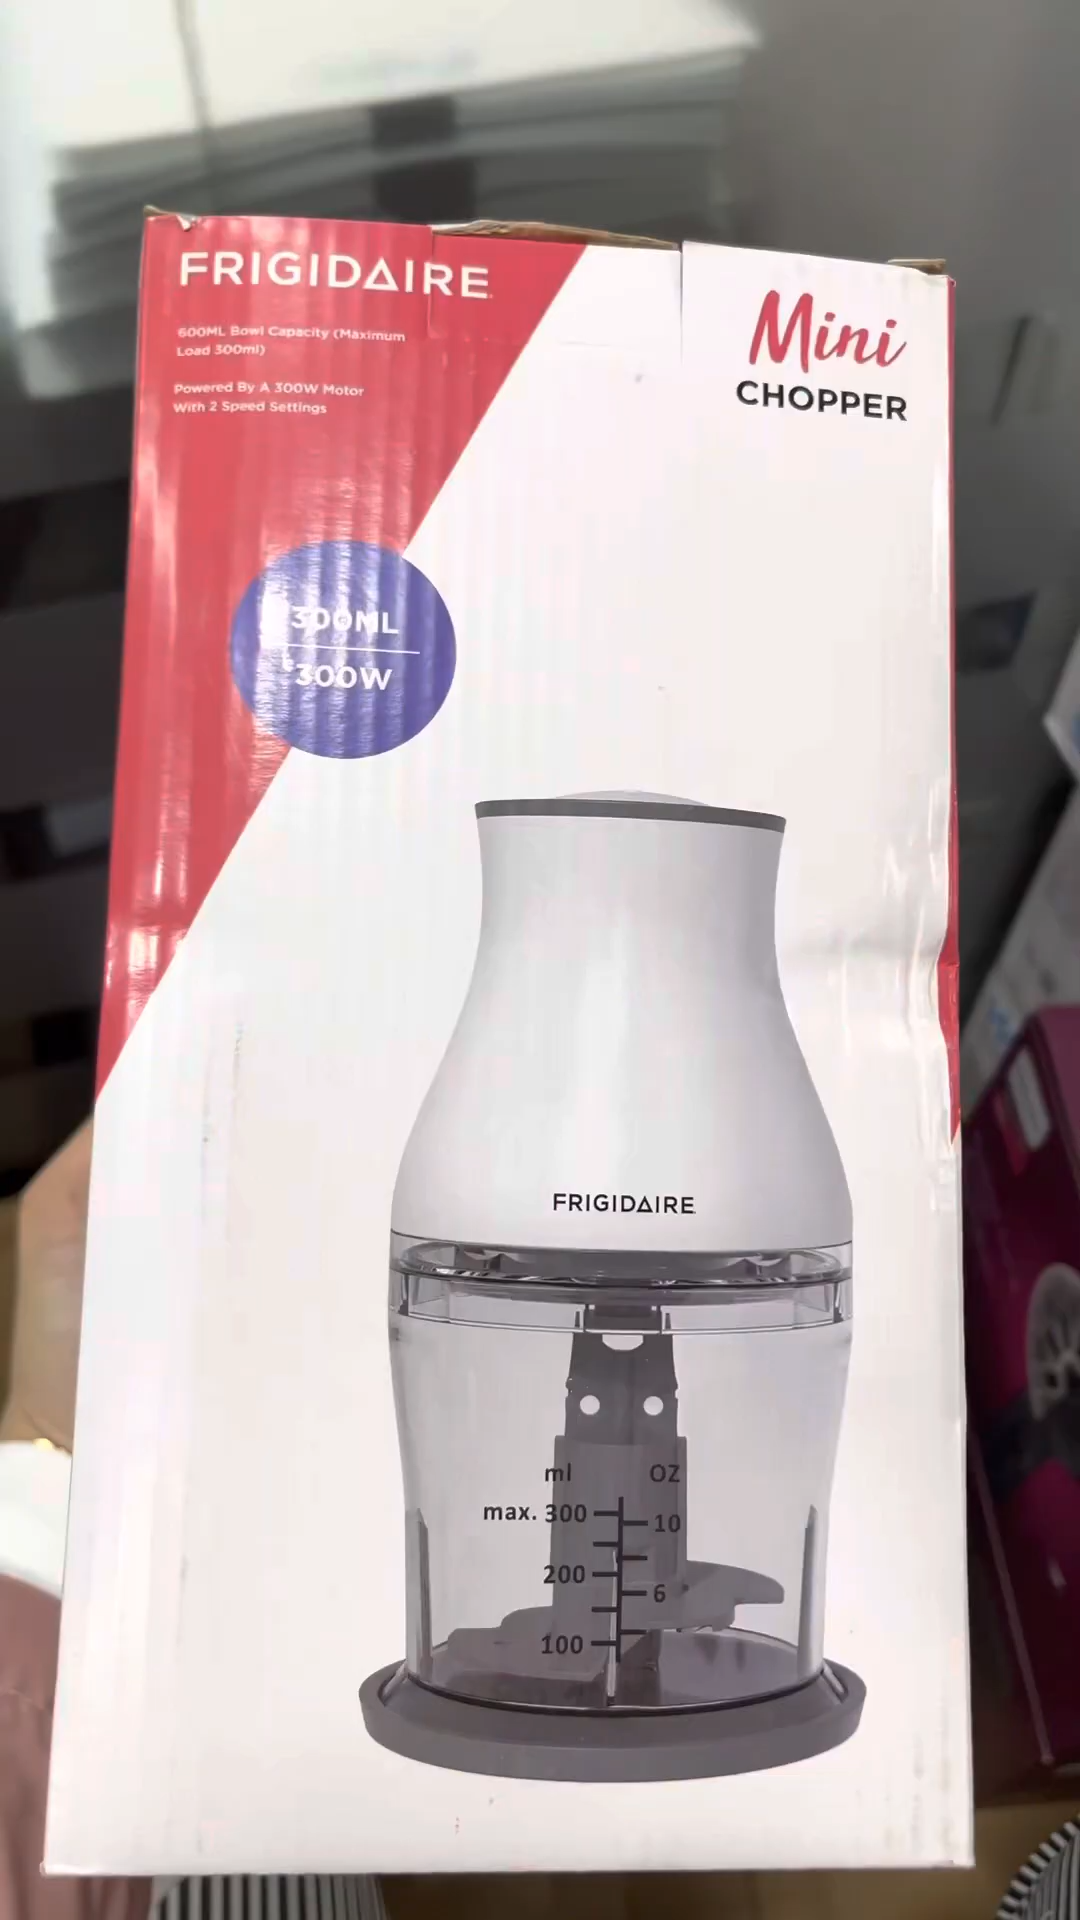 FRIGIDAIRE
600ML Bowl Capacity (Maximum
Load 300ml)
Powered By A 300W Motor
With 2 Speed Settings
Mini
CHOPPER
300ML
300W
FRIGIDAIRE
ml OZ
max. 300
10
200
6
100